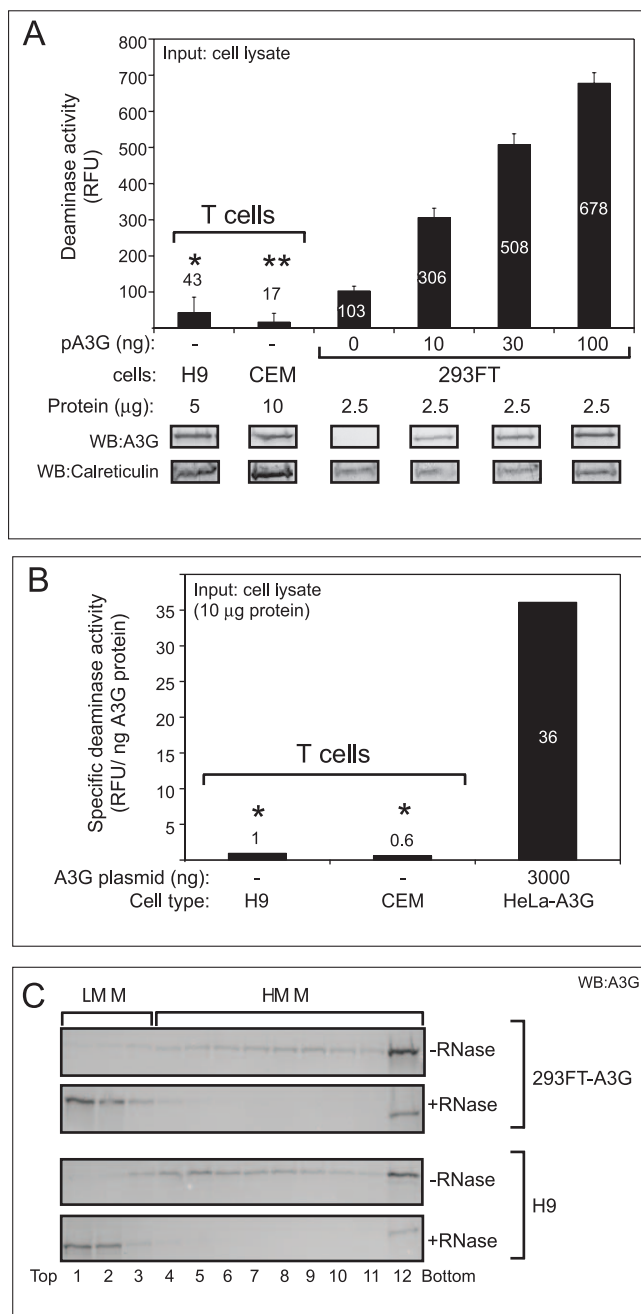 A
Input: cell lysate
Deaminase activity
(RFU)
800
700
600
500
400
300
200
100
T cells
* **
43 17 103 306 508 678
pA3G (ng): - - 0 10 30 100
cells: H9 CEM 293FT
Protein (μg): 5 10 2.5 2.5 2.5 2.5
WB:A3G
WB:Calreticulin
B
Input: cell lysate
(10 μg protein)
Specific deaminase activity
(RFU/ ng A3G protein)
35
30
25
20
15
10
5
T cells
* *
1 0.6 36
A3G plasmid (ng): - - 3000
Cell type: H9 CEM HeLa-A3G
C
WB:A3G
LM M HM M
-RNase
+RNase
293FT-A3G
-RNase
+RNase
H9
Top 1 2 3 4 5 6 7 8 9 10 11 12 Bottom